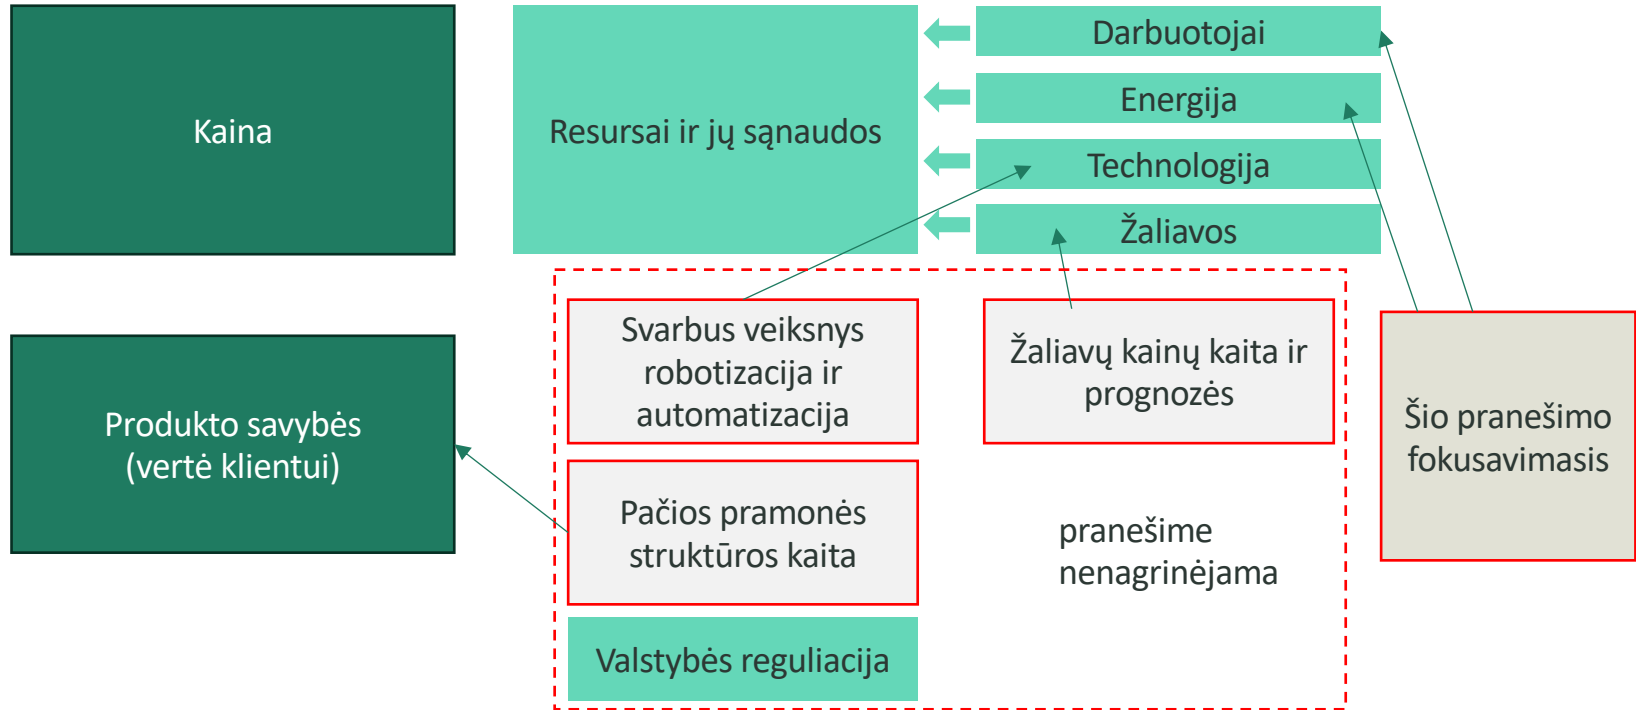 Kaina
Resursai ir jų sąnaudos
Darbuotojai
Energija
Technologija
Žaliavos
Produkto savybės
(vertė klientui)
Svarbus veiksnys
robotizacija ir
automatizacija
Žaliavų kainų kaita ir
prognozės
Šio pranešimo
fokusavimasis
Pačios pramonės
struktūros kaita
pranešime
nenagrinėjama
Valstybės reguliacija